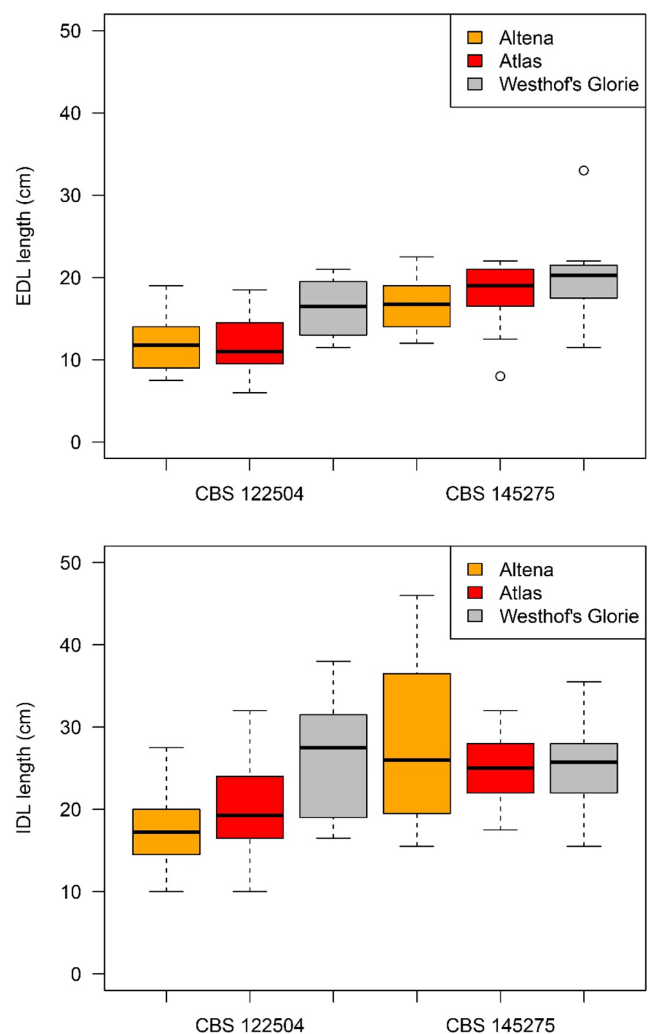 50
40
30
20
10
0
EDL length (cm)
Altena
Atlas
Westhof's Glorie
CBS 122504 CBS 145275
50
40
30
20
10
0
IDL length (cm)
Altena
Atlas
Westhof's Glorie
CBS 122504 CBS 145275